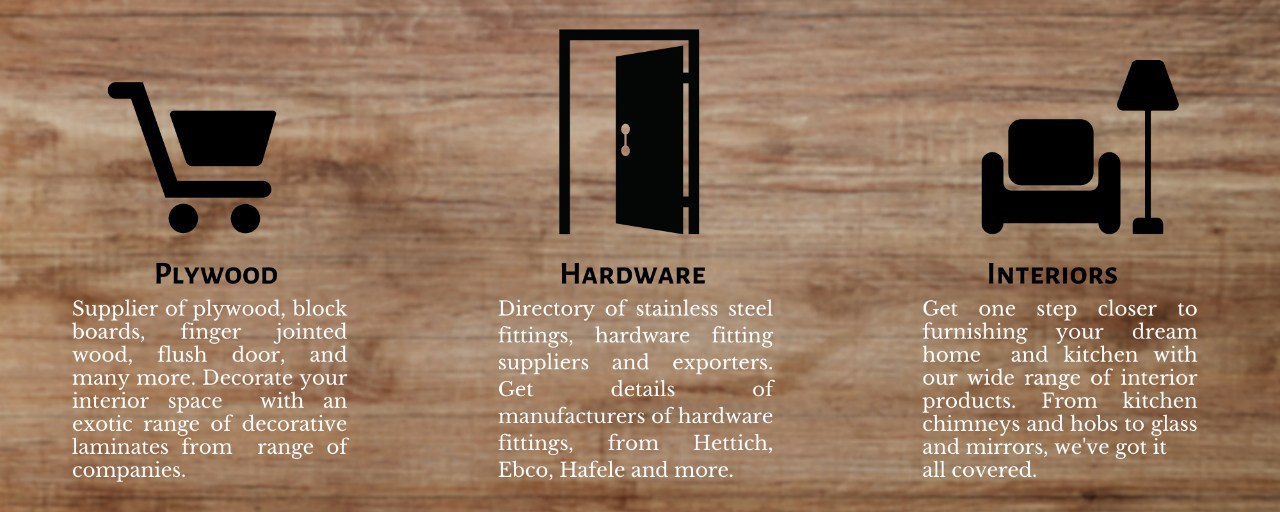 Plywood
Supplier of plywood, block
boards, finger jointed
wood, flush door, and
many more. Decorate your
interior space with an
exotic range of decorative
laminates from range of
companies.
Hardware
Directory of stainless steel
fittings, hardware fitting
suppliers and exporters.
Get details of
manufacturers of hardware
fittings, from Hettich,
Ebco, Hafele and more.
Interiors
Get one step closer to
furnishing your dream
home and kitchen with
our wide range of interior
products. From kitchen
chimneys and hobs to glass
and mirrors, we've got it
all covered.